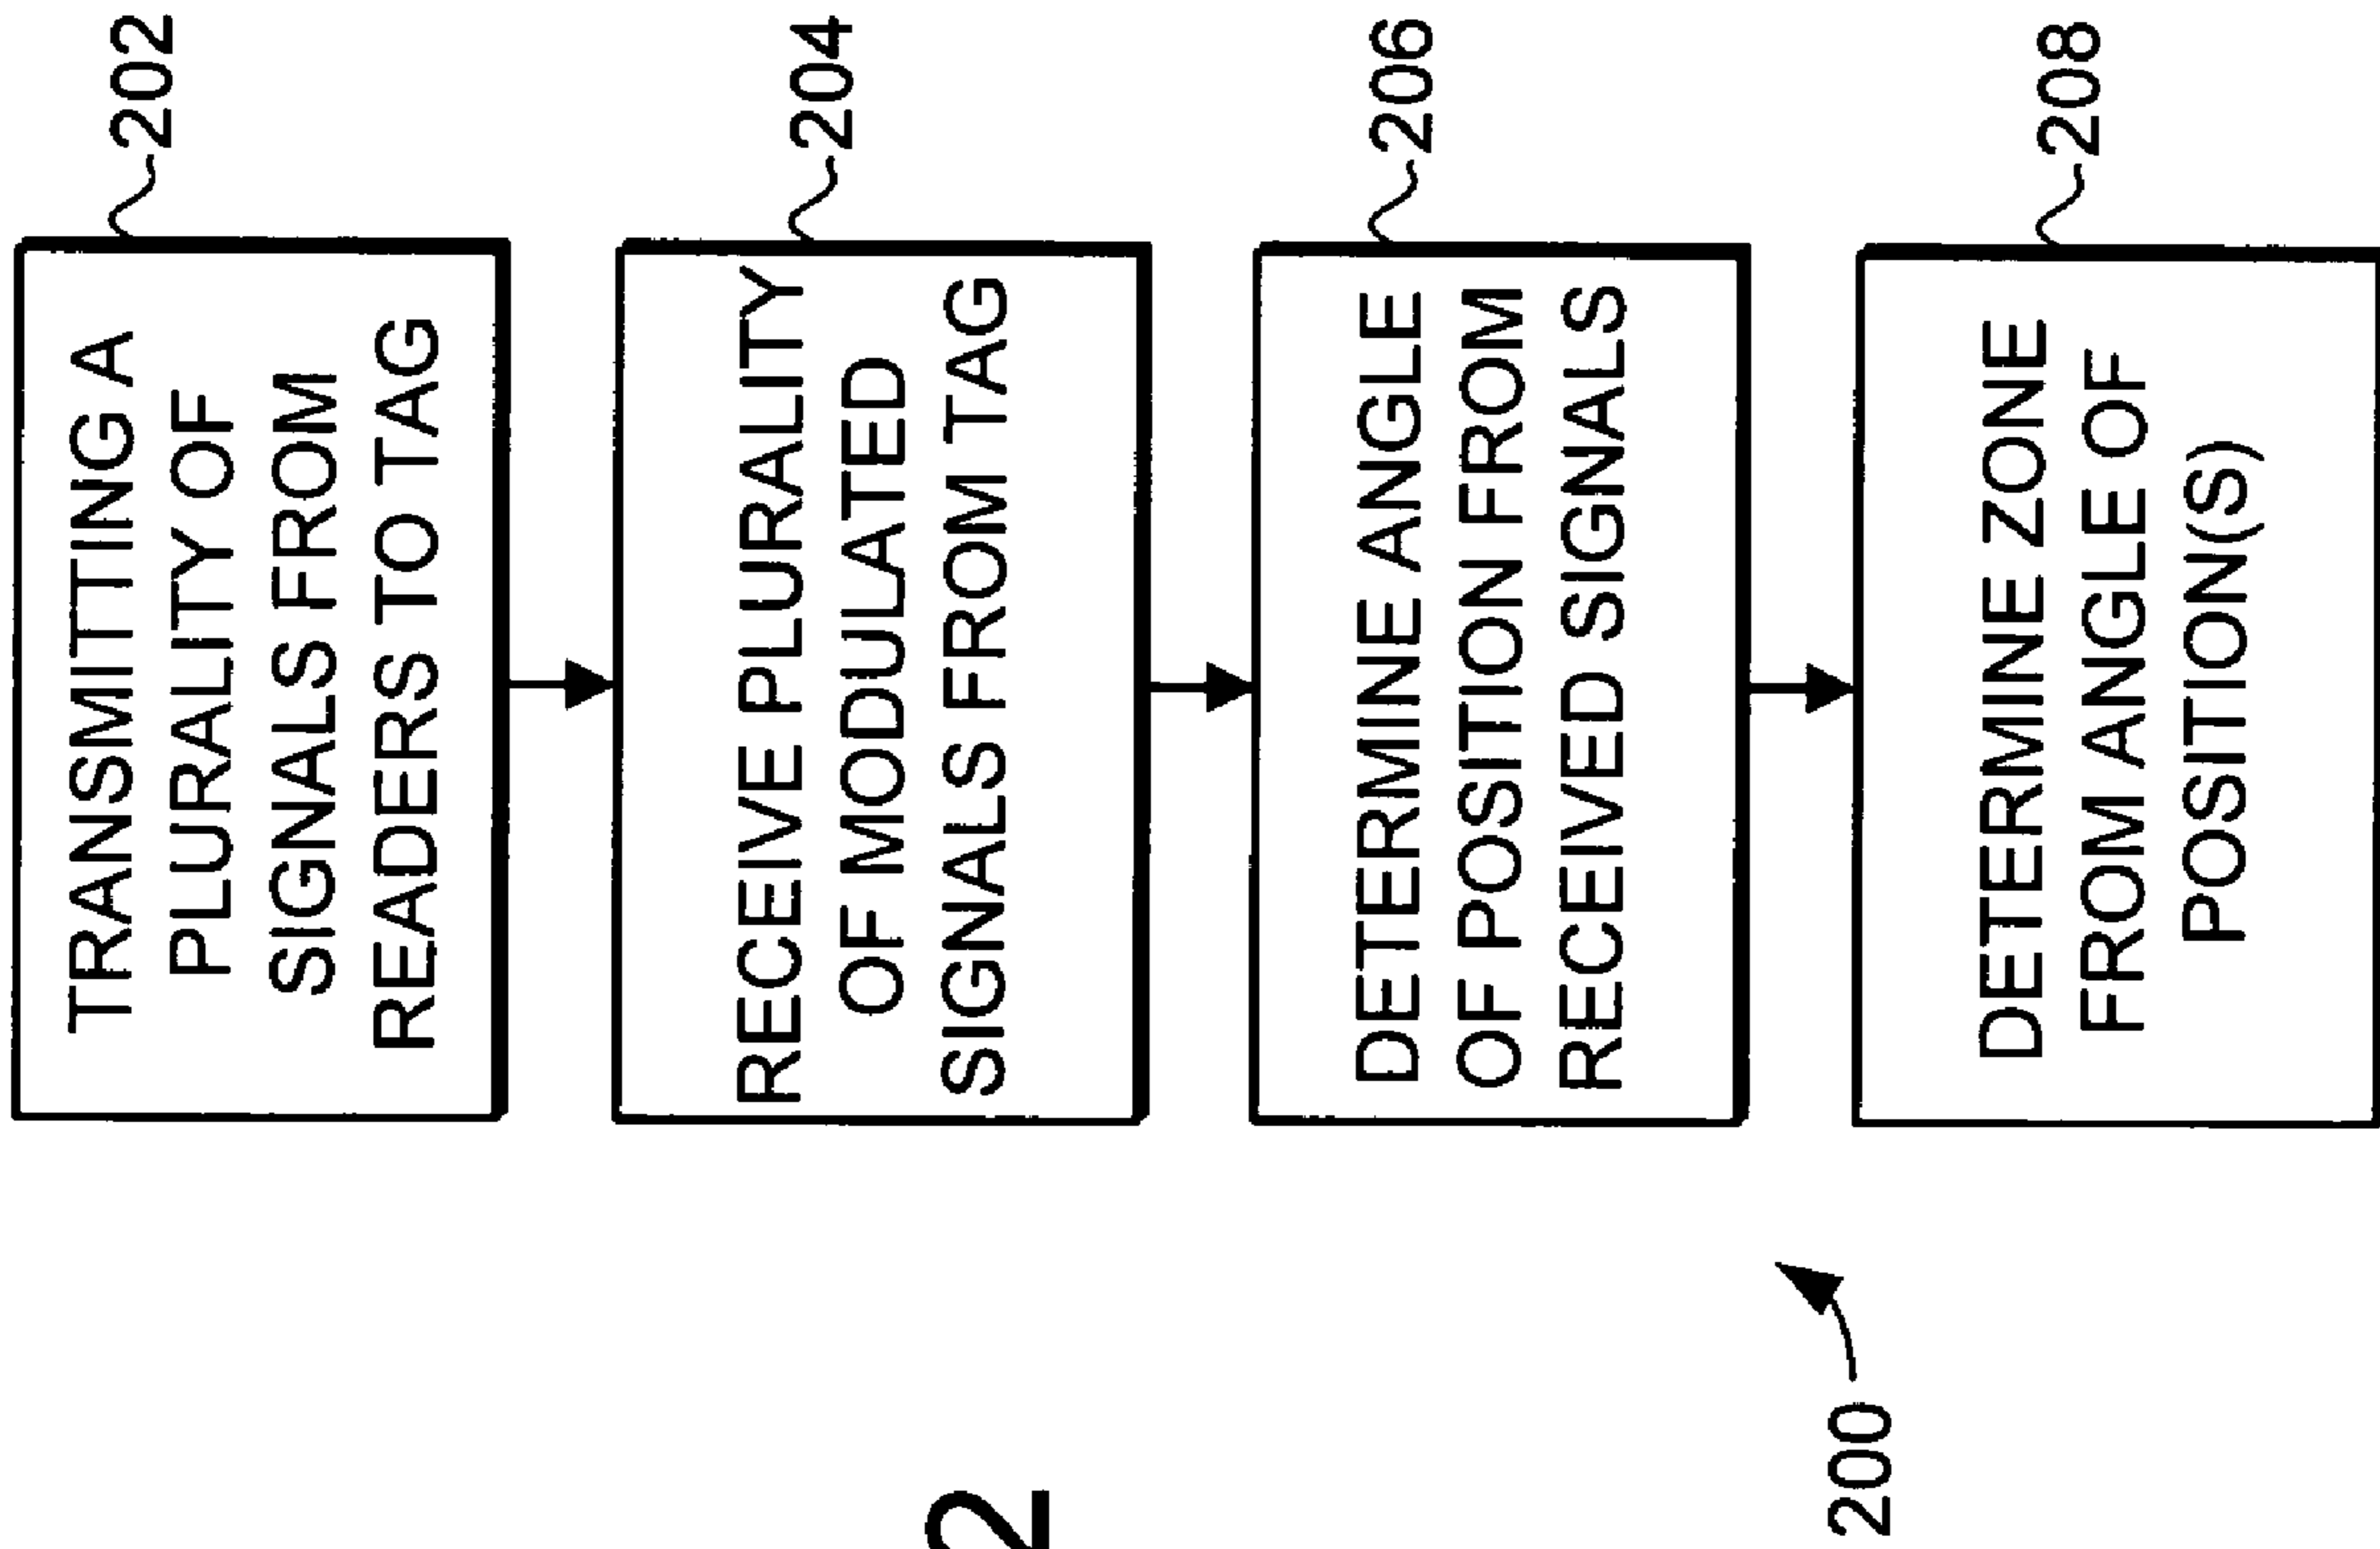 TRANSMITTING A
PLURALITY OF
SIGNALS FROM
READERS TO TAG
202
RECEIVE PLURALITY
OF MODULATED
SIGNALS FROM TAG
204
DETERMINE ANGLE
OF POSITION FROM
RECEIVED SIGNALS
206
DETERMINE ZONE
FROM ANGLE OF
POSITION(S)
208
200
2